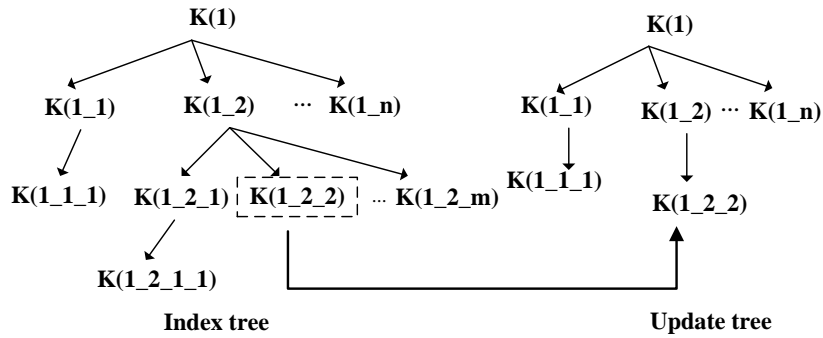 K(1)
K(1)
K(1_1) K(1_2) ... K(1_n)
K(1_1) K(1_2) ... K(1_n)
K(1_1_1) K(1_2_1) K(1_2_2) ... K(1_2_m)
K(1_1_1)
K(1_2_2)
K(1_2_1_1)
Index tree
Update tree